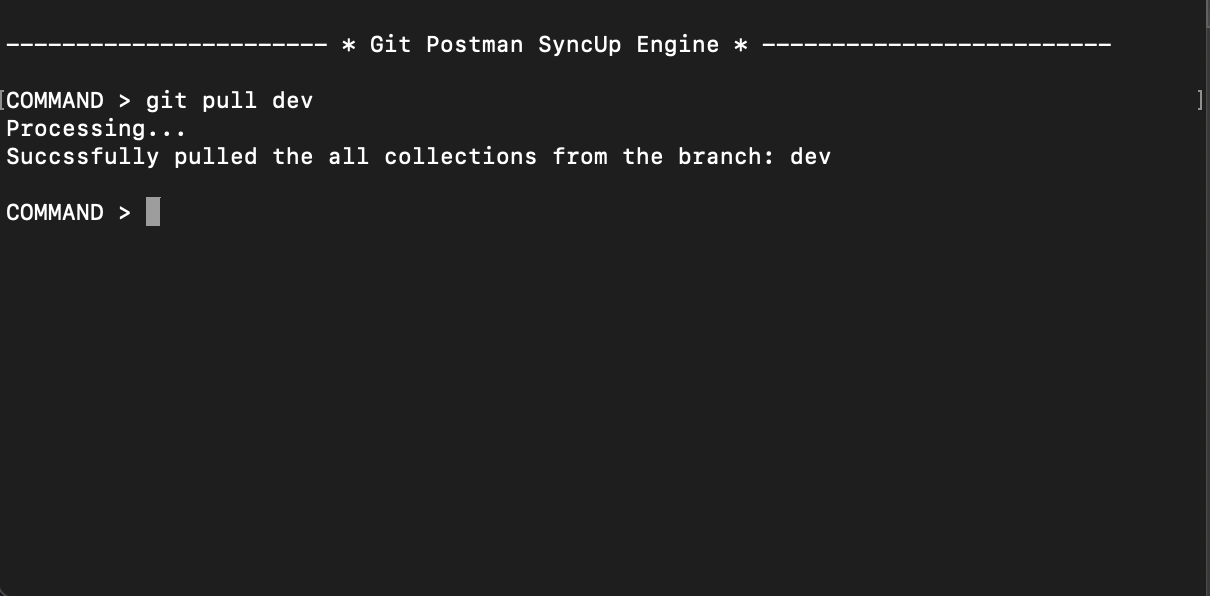 ----------------------- * Git Postman SyncUp Engine * -------------------------
[COMMAND > git pull dev ]
Processing...
Succssfully pulled the all collections from the branch: dev
COMMAND >